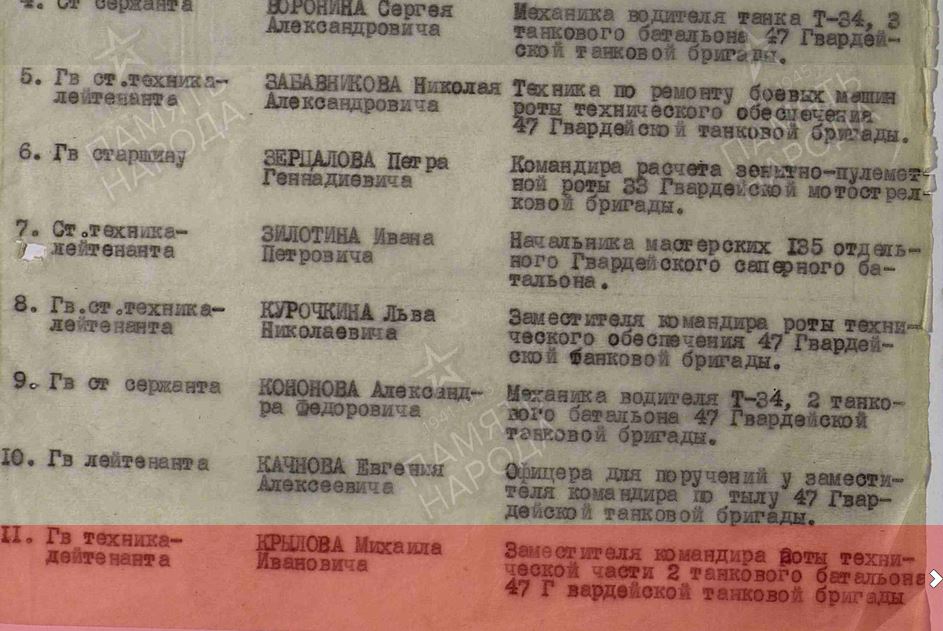 4. Ст сержанта ВОРОНИНА Сергея Механика водителя танка Т-34, 3
Александровича танкового батальона 47 Гвардей-
ской танковой бригады.
5. Гв ст.техника- ЗАБАВНИКОВА Николая Техника по ремонту боевых машин
лейтенанта Александровича роты технического обеспечения
47 Гвардейской танковой бригады.
6. Гв старшину ЗЕРЦАЛОВА Петра Командира расчета зенитно-пулемет-
Геннадиевича ной роты 33 Гвардейской мотострел-
ковой бригады.
7. Ст.техника- ЗИЛОТИНА Ивана Начальника мастерских 135 отдель-
лейтенанта Петровича ного Гвардейского саперного ба-
тальона.
8. Гв.ст.техника- КУРОЧКИНА Льва Заместителя командира роты техни-
лейтенанта Николаевича ческого обеспечения 47 Гвардей-
ской танковой бригады.
9. Гв ст сержанта КОНОНОВА Александ- Механика водителя Т-34, 2 танко-
ра Федоровича вого батальона 47 Гвардейской
танковой бригады.
10. Гв лейтенанта КАЧНОВА Евгения Офицера для поручений у замести-
Алексеевича теля командира по тылу 47 Гвар-
дейской танковой бригады.
11. Гв техника- КРЫЛОВА Михаила Заместителя командира роты техни-
лейтенанта Ивановича ческой части 2 танкового батальона
47 Г вардейской танковой бригады
ПАМЯТЬ
НАРОДА
ПАМЯТЬ
НАРОДА
ПАМЯТЬ
НАРОДА